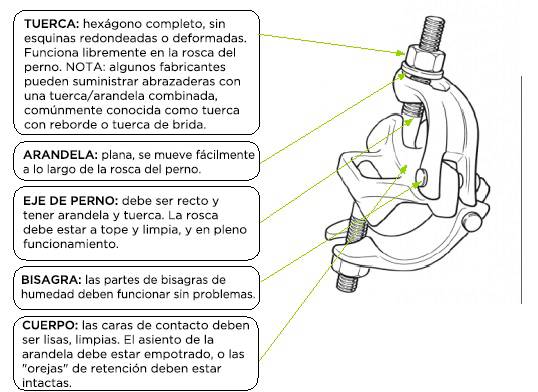 TUERCA: hexágono completo, sin
esquinas redondeadas o deformadas.
Funciona libremente en la rosca del
perno. NOTA: algunos fabricantes
pueden suministrar abrazaderas con
una tuerca/arandela combinada,
comúnmente conocida como tuerca
con reborde o tuerca de brida.
ARANDELA: plana, se mueve fácilmente
a lo largo de la rosca del perno.
EJE DE PERNO: debe ser recto y
tener arandela y tuerca. La rosca
debe estar a tope y limpia, y en pleno
funcionamiento.
BISAGRA: las partes de bisagras de
humedad deben funcionar sin problemas.
CUERPO: las caras de contacto deben
ser lisas, limpias. El asiento de la
arandela debe estar empotrado, o las
"orejas" de retención deben estar
intactas.